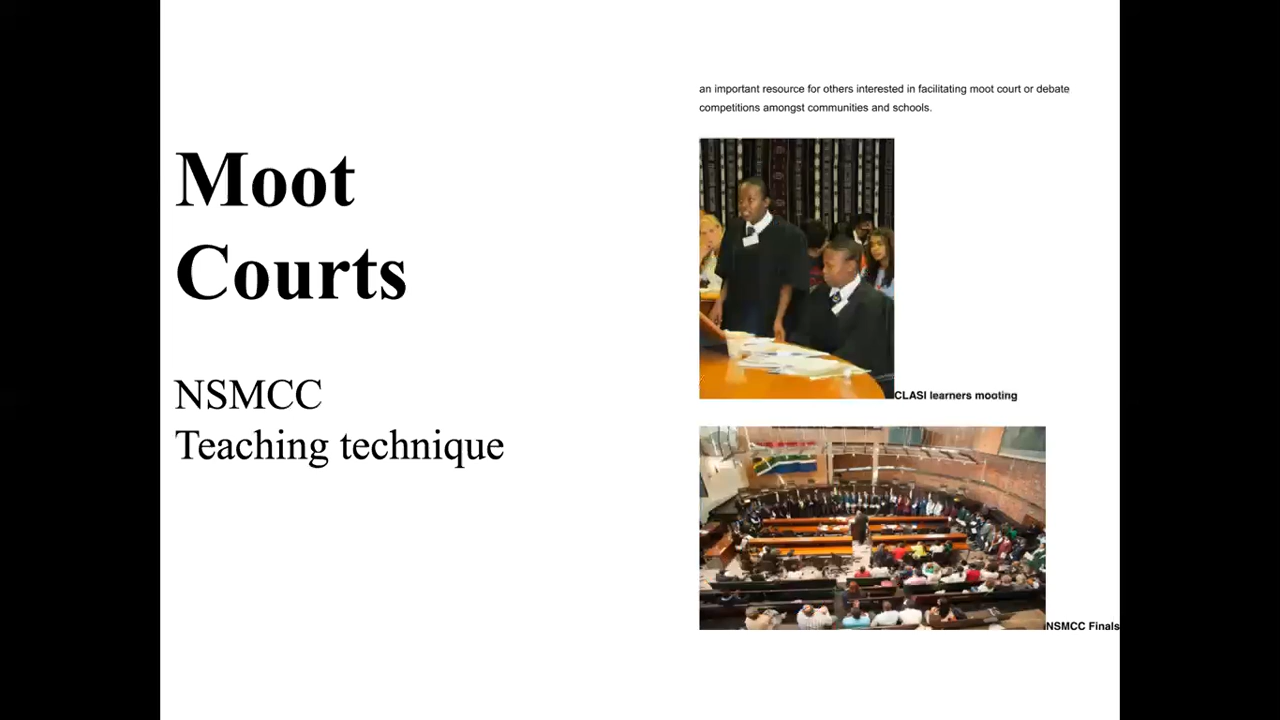 Moot
Courts
NSMCC
Teaching technique
an important resource for others interested in facilitating moot court or debate
competitions amongst communities and schools.
CLASI learners mooting
NSMCC Finals